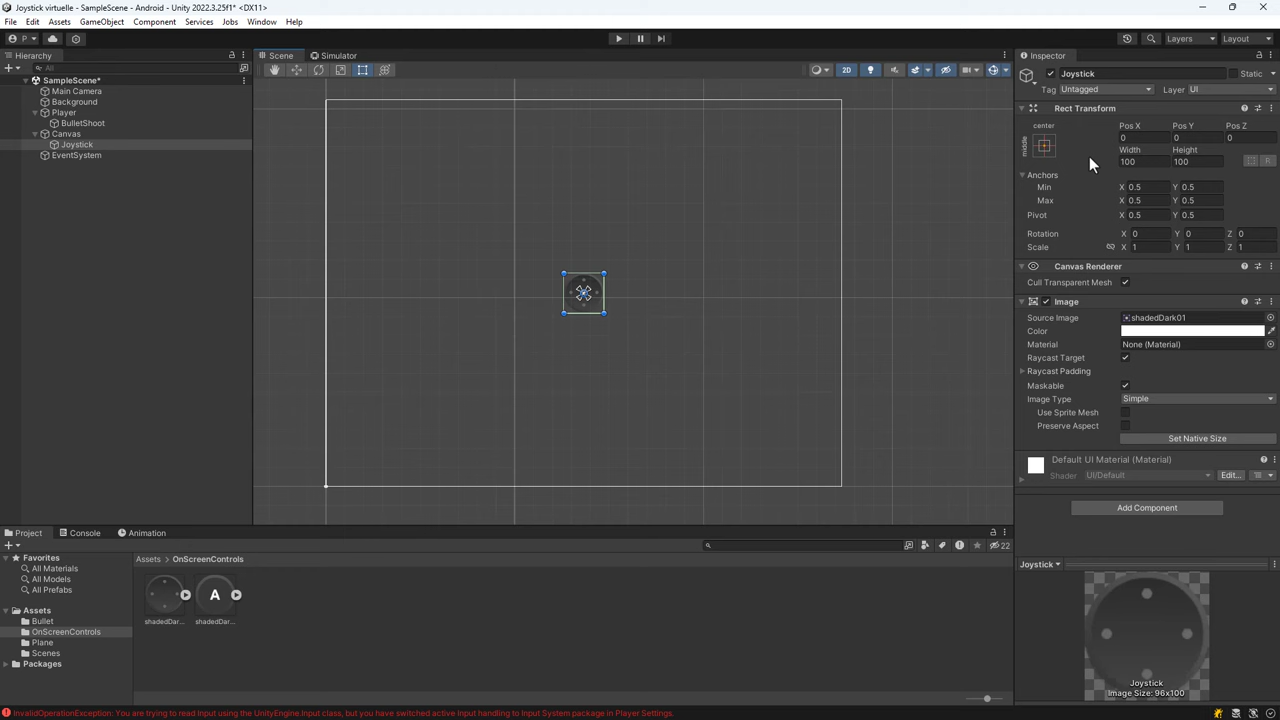 Joystick virtuelle - SampleScene - Android - Unity 2022.3.25f1* <DX11>
File Edit Assets GameObject Component Services Jobs Window Help
P Layers Layout
Hierarchy
All
SampleScene*
Main Camera
Background
Player
BulletShoot
Canvas
Joystick
EventSystem
Scene Simulator
2D
Inspector
Joystick Static
Tag Untagged Layer UI
Rect Transform
center Pos X Pos Y Pos Z
middle 0 0 0
Width Height
100 100 R
Anchors
Min X 0.5 Y 0.5
Max X 0.5 Y 0.5
Pivot X 0.5 Y 0.5
Rotation X 0 Y 0 Z 0
Scale X 1 Y 1 Z 1
Canvas Renderer
Cull Transparent Mesh
Image
Source Image shadedDark01
Color
Material None (Material)
Raycast Target
Raycast Padding
Maskable
Image Type Simple
Use Sprite Mesh
Preserve Aspect
Set Native Size
Default UI Material (Material)
Shader UI/Default Edit...
Add Component
Joystick
Joystick
Image Size: 96x100
Project Console Animation
22
Favorites
All Materials
All Models
All Prefabs
Assets
Bullet
OnScreenControls
Plane
Scenes
Packages
Assets > OnScreenControls
A
shadedDar... shadedDar...
InvalidOperationException: You are trying to read Input using the UnityEngine.Input class, but you have switched active Input handling to Input System package in Player Settings.